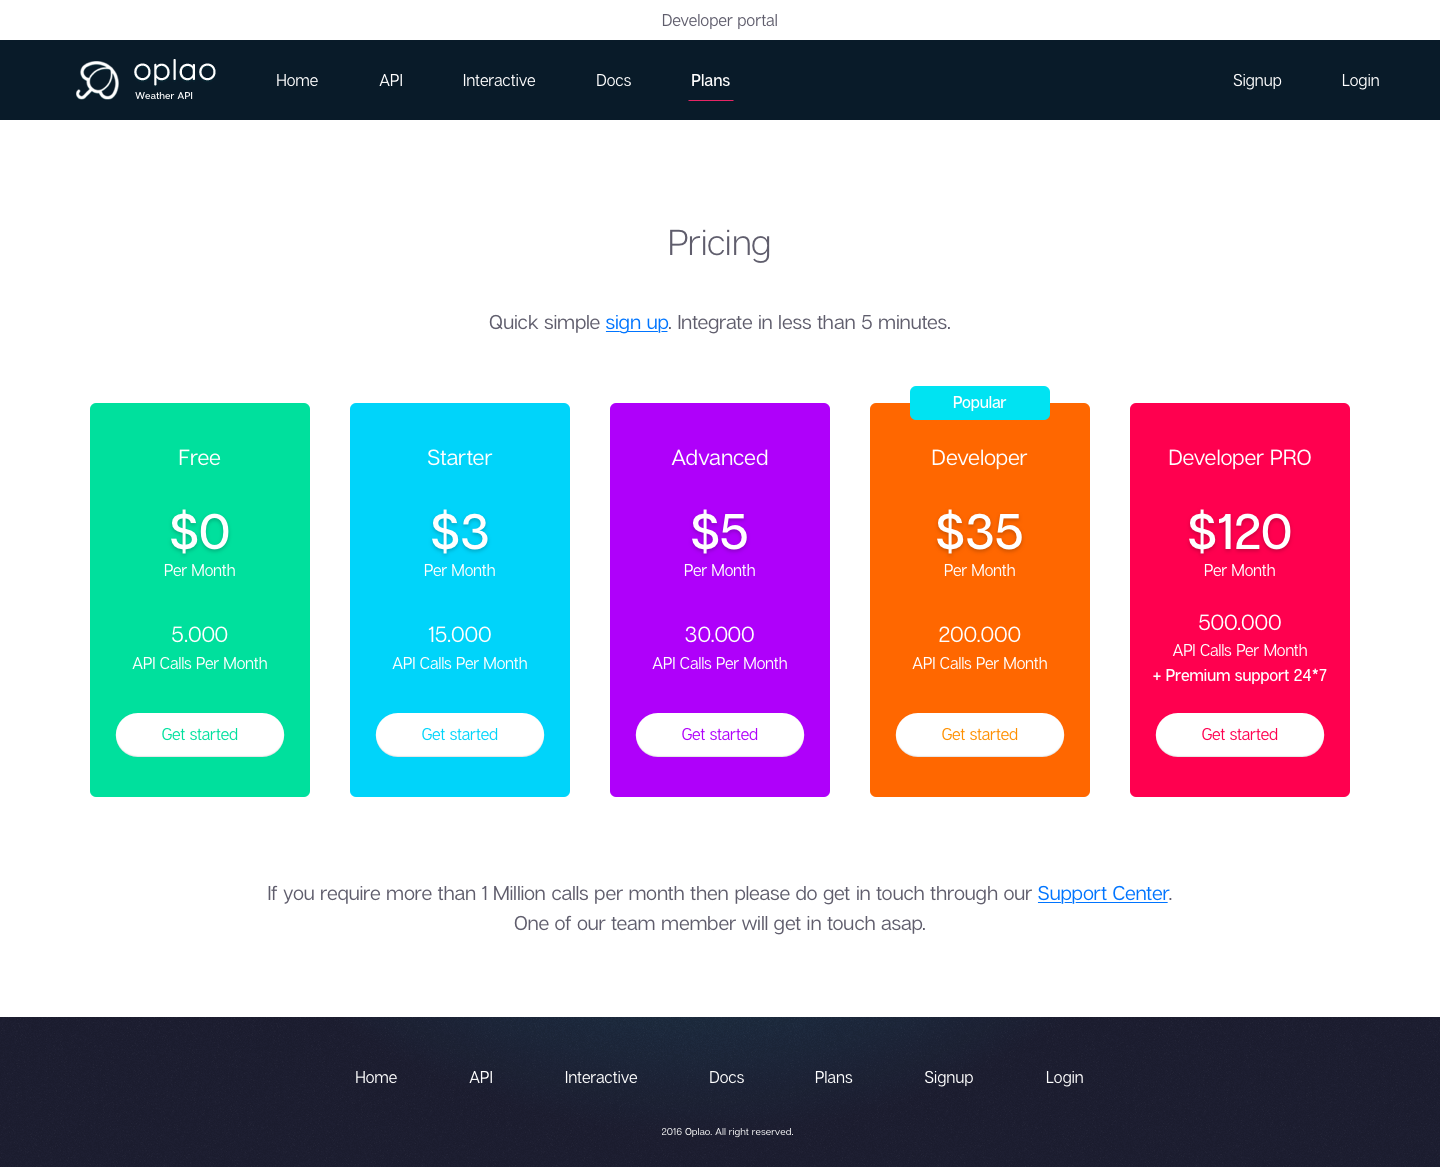 Developer portal
oplao
Weather API
Home API Interactive Docs Plans Signup Login
Pricing
Quick simple sign up. Integrate in less than 5 minutes.
Free
$0
Per Month
5.000
API Calls Per Month
Get started
Starter
$3
Per Month
15.000
API Calls Per Month
Get started
Advanced
$5
Per Month
30.000
API Calls Per Month
Get started
Popular
Developer
$35
Per Month
200.000
API Calls Per Month
Get started
Developer PRO
$120
Per Month
500.000
API Calls Per Month
+ Premium support 24*7
Get started
If you require more than 1 Million calls per month then please do get in touch through our Support Center.
One of our team member will get in touch asap.
Home API Interactive Docs Plans Signup Login
2016 Oplao. All right reserved.